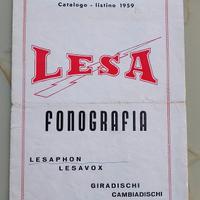 Catalogo - listino 1959
LESA
FONOGRAFIA
LESAPHON
LESAVOX
GIRADISCHI
CAMBIADISCHI